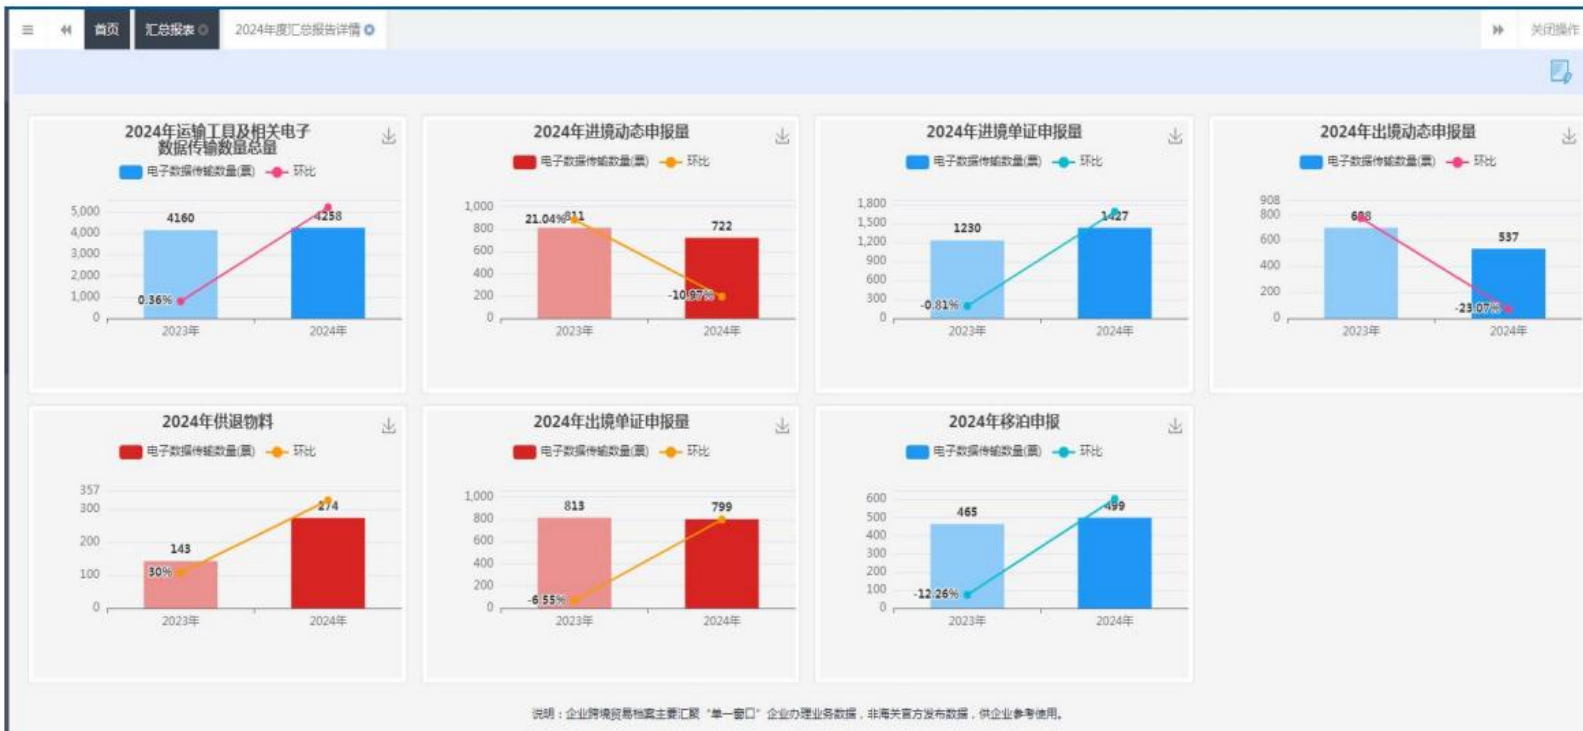 首页 汇总报表 2024年度汇总报告详情 关闭操作
2024年运输工具及相关电子
数据传输数量总量
电子数据传输数量(票) 环比
5,000
4,000
3,000
2,000
1,000
0
4160
4258
0.36%
2023年 2024年
2024年进境动态申报量
电子数据传输数量(票) 环比
1,000
800
600
400
200
0
21.04%
811
722
-10.97%
2023年 2024年
2024年进境单证申报量
电子数据传输数量(票) 环比
1,800
1,500
1,200
900
600
300
0
1230
1427
-0.81%
2023年 2024年
2024年出境动态申报量
电子数据传输数量(票) 环比
908
800
600
400
200
0
698
537
-23.07%
2023年 2024年
2024年供退物料
电子数据传输数量(票) 环比
357
300
200
100
0
143
274
30%
2023年 2024年
2024年出境单证申报量
电子数据传输数量(票) 环比
1,000
800
600
400
200
0
813
799
-6.55%
2023年 2024年
2024年移泊申报
电子数据传输数量(票) 环比
600
500
400
300
200
100
0
465
499
-12.26%
2023年 2024年
说明：企业跨境贸易档案主要汇聚“单一窗口”企业办理业务数据，非海关官方发布数据，供企业参考使用。